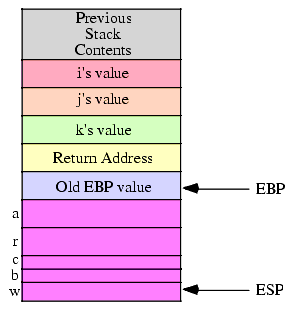 Previous
Stack
Contents
i's value
j's value
k's value
Return Address
Old EBP value
EBP
a
r
c
b
w
ESP